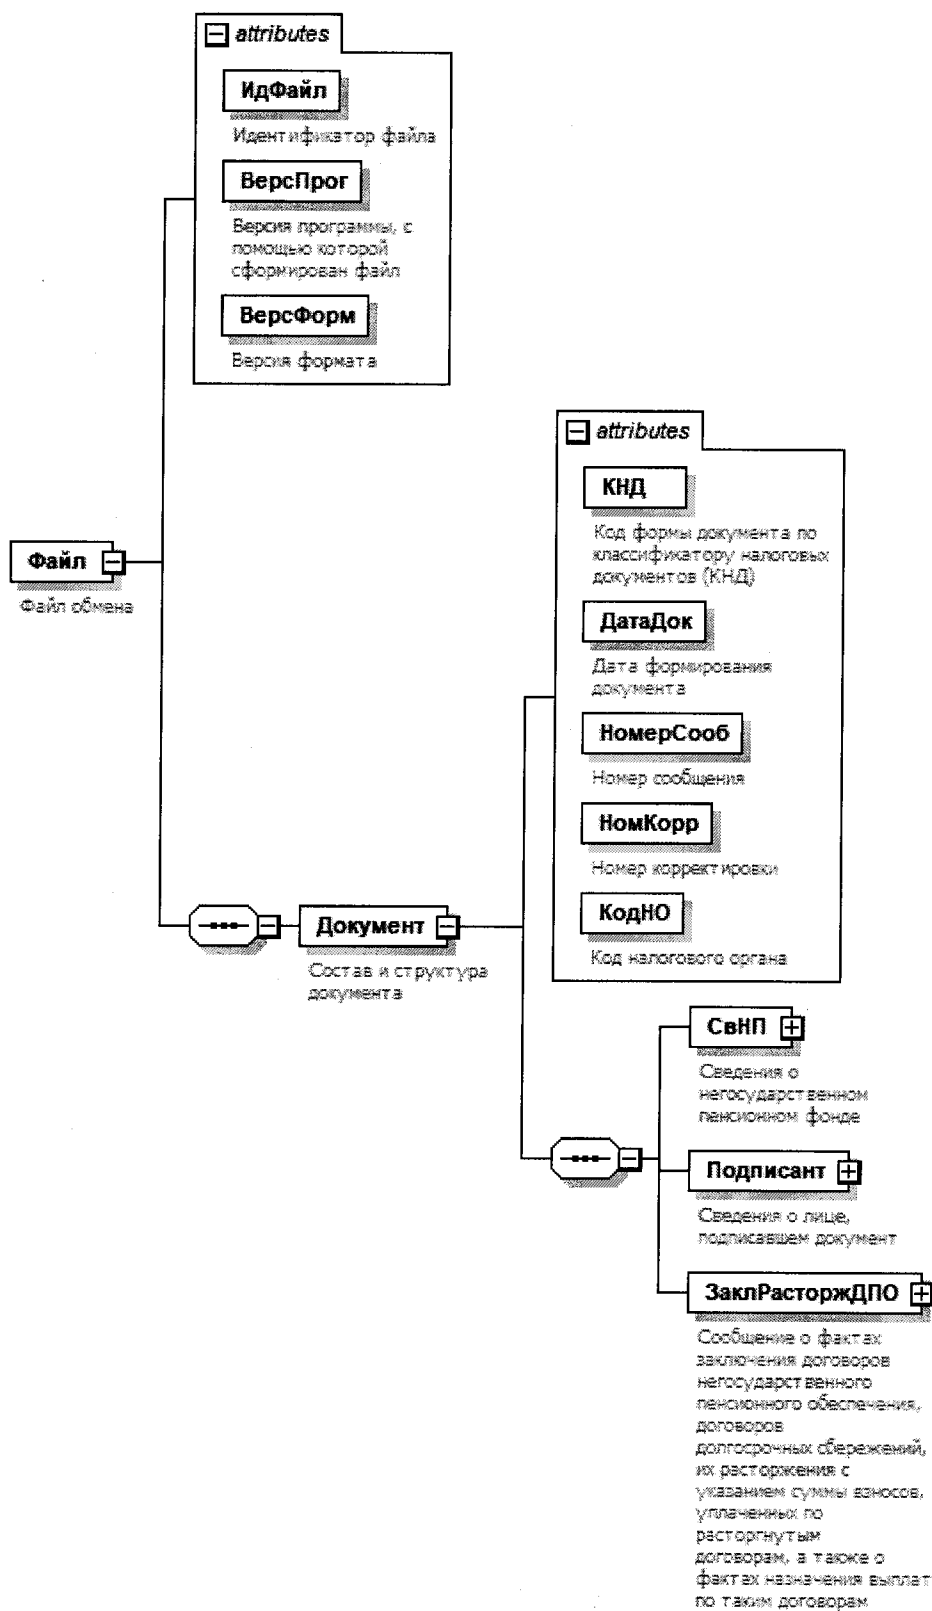 attributes
ИдФайл
Идентификатор файла
ВерсПрог
Версия программы, с
помощью которой
сформирован файл
ВерсФорм
Версия формата
attributes
КНД
Код формы документа по
классификатору налоговых
документов (КНД)
Файл
Файл обмена
ДатаДок
Дата формирования
документа
НомерСооб
Номер сообщения
НомКорр
Номер корректировки
КодНО
Код налогового органа
Документ
Состав и структура
документа
СвНП
Сведения о
негосударственном
пенсионном фонде
Подписант
Сведения о лице,
подписавшем документ
ЗаклРасторжДПО
Сообщение о фактах
заключения договоров
негосударственного
пенсионного обеспечения,
договоров
долгосрочных сбережений,
их расторжения с
указанием суммы взносов,
уплаченных по
расторгнутым
договорам, а также о
фактах назначения выплат
по таким договорам